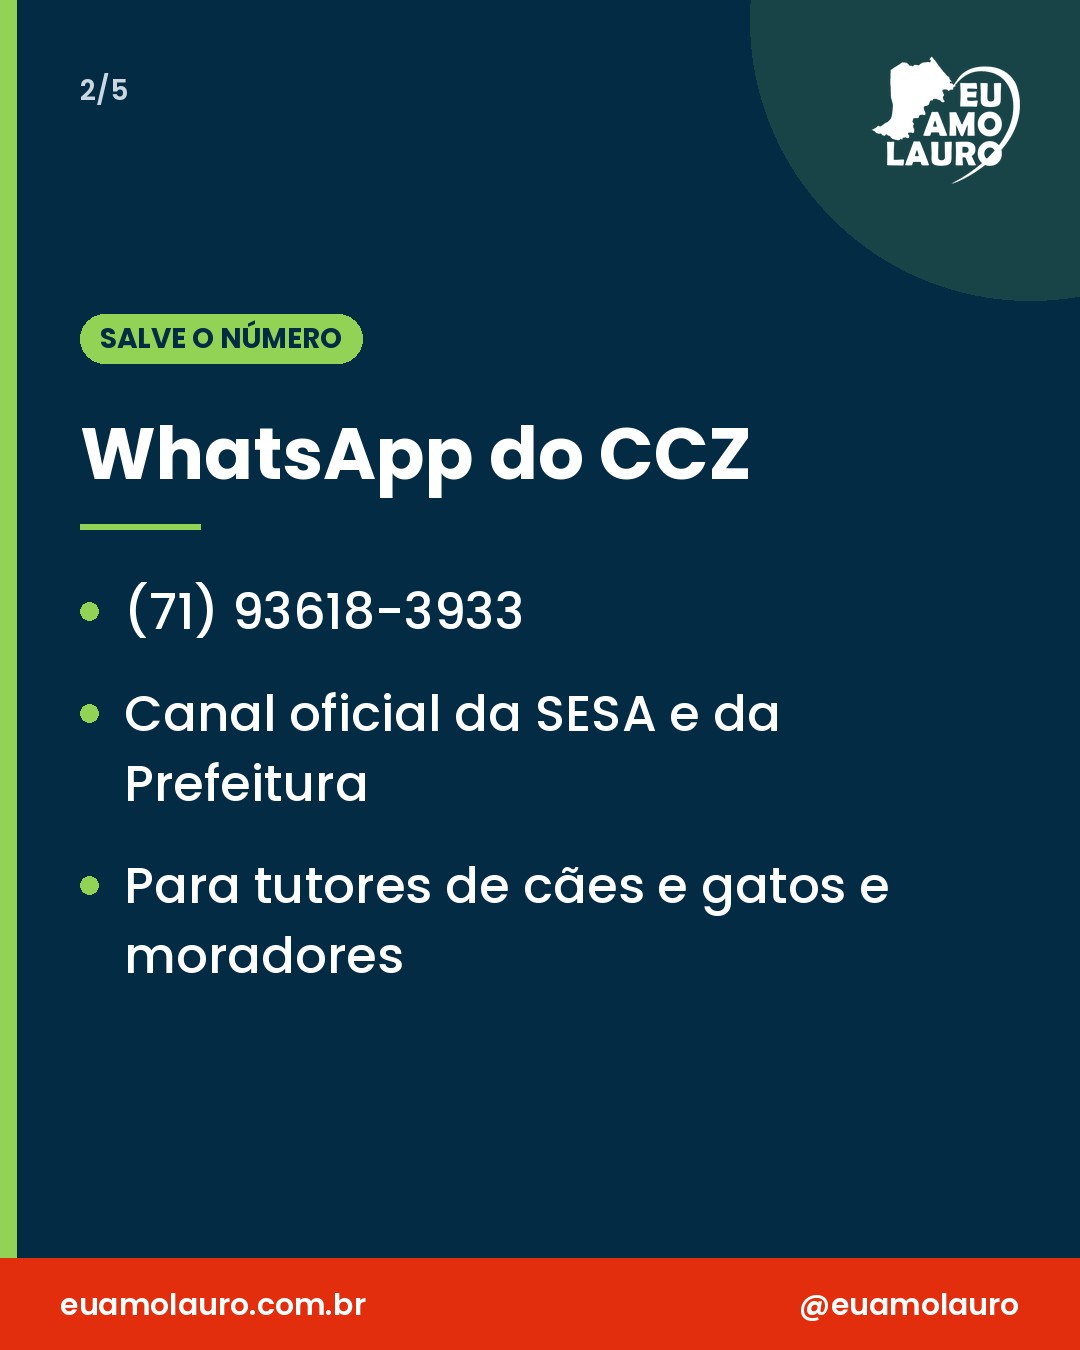 2/5
EU
AMO
LAURO
SALVE O NÚMERO
WhatsApp do CCZ
(71) 93618-3933
Canal oficial da SESA e da
Prefeitura
Para tutores de cães e gatos e
moradores
euamolauro.com.br
@euamolauro